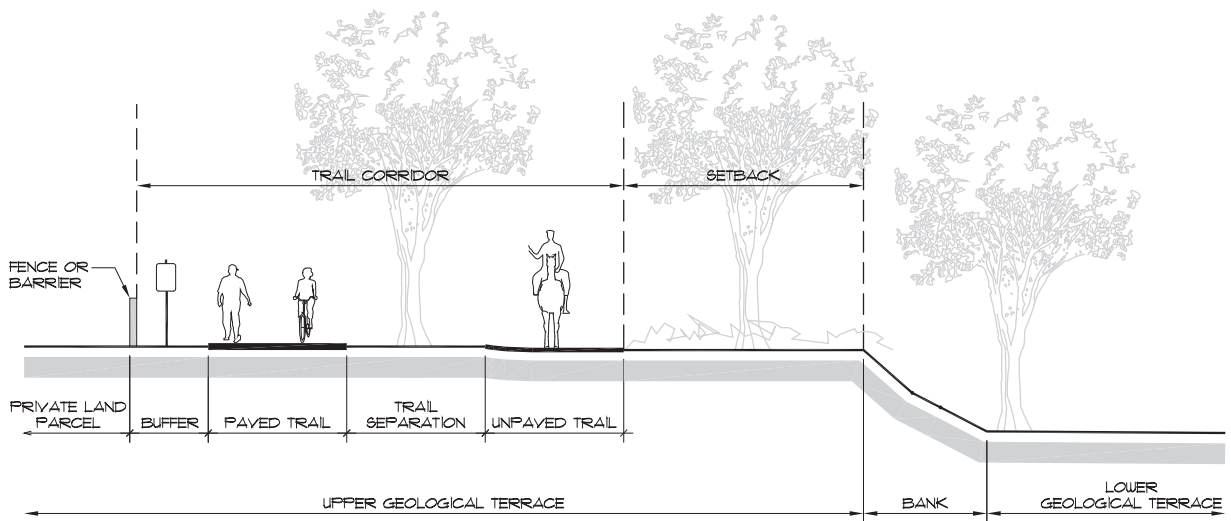 TRAIL CORRIDOR
SETBACK
FENCE OR
BARRIER
PRIVATE LAND
PARCEL
BUFFER
PAVED TRAIL
TRAIL
SEPARATION
UNPAVED TRAIL
UPPER GEOLOGICAL TERRACE
BANK
LOWER
GEOLOGICAL TERRACE